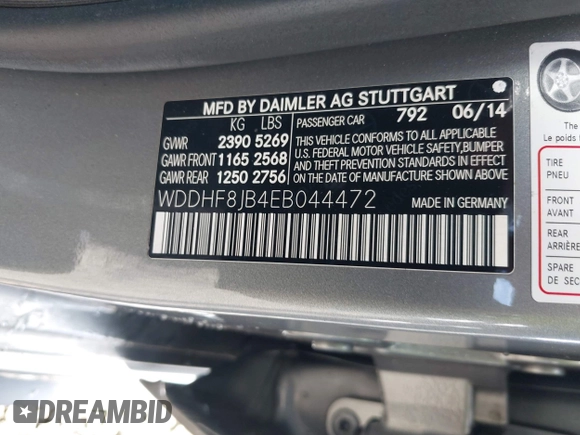 MFD BY DAIMLER AG STUTTGART
KG LBS PASSENGER CAR 792 06/14
GVWR 2390 5269
GAWR FRONT 1165 2568
GAWR REAR 1250 2756
THIS VEHICLE CONFORMS TO ALL APPLICABLE
U.S. FEDERAL MOTOR VEHICLE SAFETY,BUMPER
AND THEFT PREVENTION STANDARDS IN EFFECT
ON THE DATE OF MANUFACTURE SHOWN ABOVE.
WDDHF8JB4EB044472 MADE IN GERMANY
The
Le poids
TIRE
PNEU
FRONT
AVANT
REAR
ARRIÈRE
SPARE
DE SEC
DREAMBID